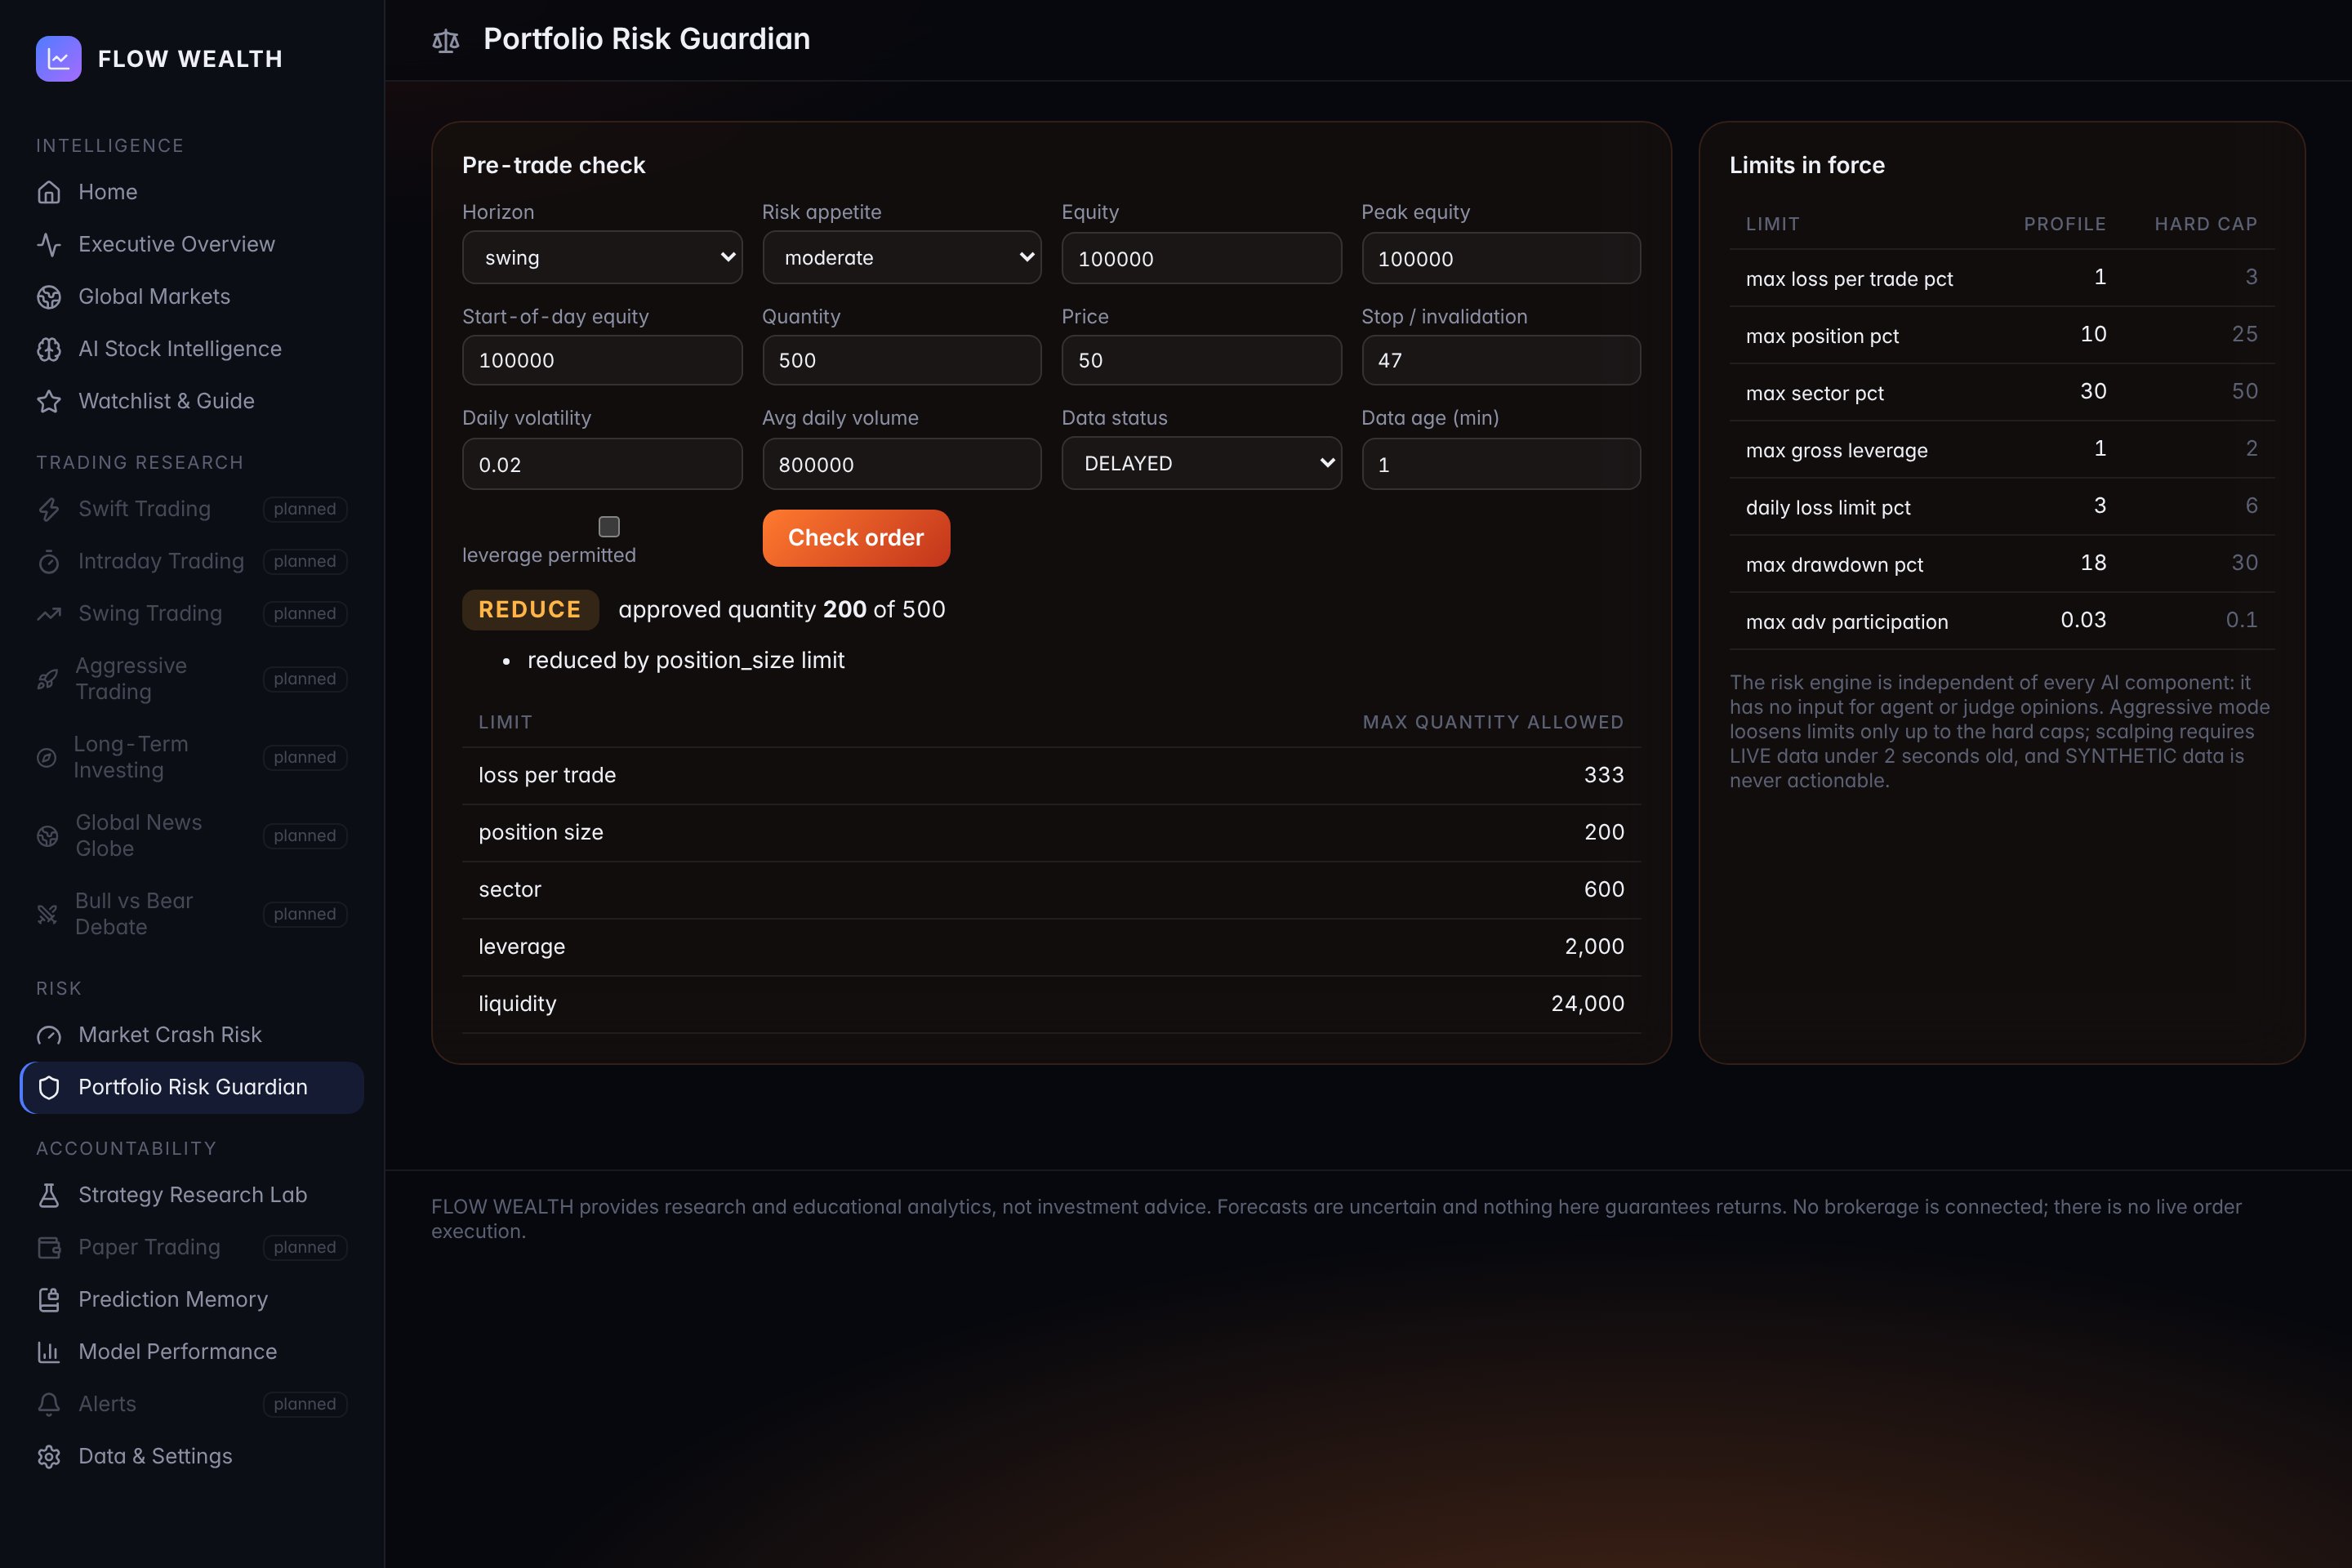 FLOW WEALTH
INTELLIGENCE
Home
Executive Overview
Global Markets
AI Stock Intelligence
Watchlist & Guide
TRADING RESEARCH
Swift Trading planned
Intraday Trading planned
Swing Trading planned
Aggressive
Trading
planned
Long-Term
Investing
planned
Global News
Globe
planned
Bull vs Bear
Debate
planned
RISK
Market Crash Risk
Portfolio Risk Guardian
ACCOUNTABILITY
Strategy Research Lab
Paper Trading planned
Prediction Memory
Model Performance
Alerts planned
Data & Settings
Portfolio Risk Guardian
Pre-trade check
Horizon Risk appetite Equity Peak equity
swing moderate 100000 100000
Start-of-day equity Quantity Price Stop / invalidation
100000 500 50 47
Daily volatility Avg daily volume Data status Data age (min)
0.02 800000 DELAYED 1
leverage permitted
Check order
REDUCE approved quantity 200 of 500
• reduced by position_size limit
LIMIT MAX QUANTITY ALLOWED
loss per trade 333
position size 200
sector 600
leverage 2,000
liquidity 24,000
Limits in force
LIMIT PROFILE HARD CAP
max loss per trade pct 1 3
max position pct 10 25
max sector pct 30 50
max gross leverage 1 2
daily loss limit pct 3 6
max drawdown pct 18 30
max adv participation 0.03 0.1
The risk engine is independent of every AI component: it
has no input for agent or judge opinions. Aggressive mode
loosens limits only up to the hard caps; scalping requires
LIVE data under 2 seconds old, and SYNTHETIC data is
never actionable.
FLOW WEALTH provides research and educational analytics, not investment advice. Forecasts are uncertain and nothing here guarantees returns. No brokerage is connected; there is no live order
execution.